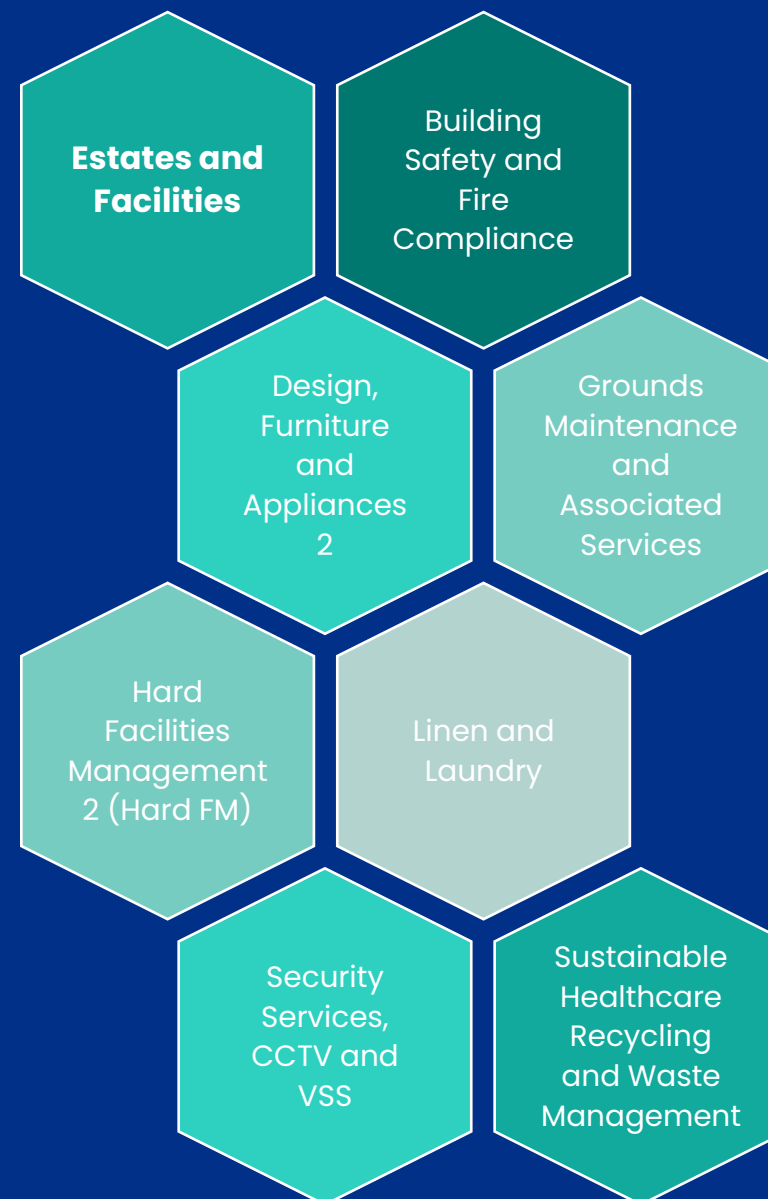 Estates and
Facilities
Building
Safety and
Fire
Compliance
Design,
Furniture
and
Appliances
2
Grounds
Maintenance
and
Associated
Services
Hard
Facilities
Management
2 (Hard FM)
Linen and
Laundry
Security
Services,
CCTV and
VSS
Sustainable
Healthcare
Recycling
and Waste
Management